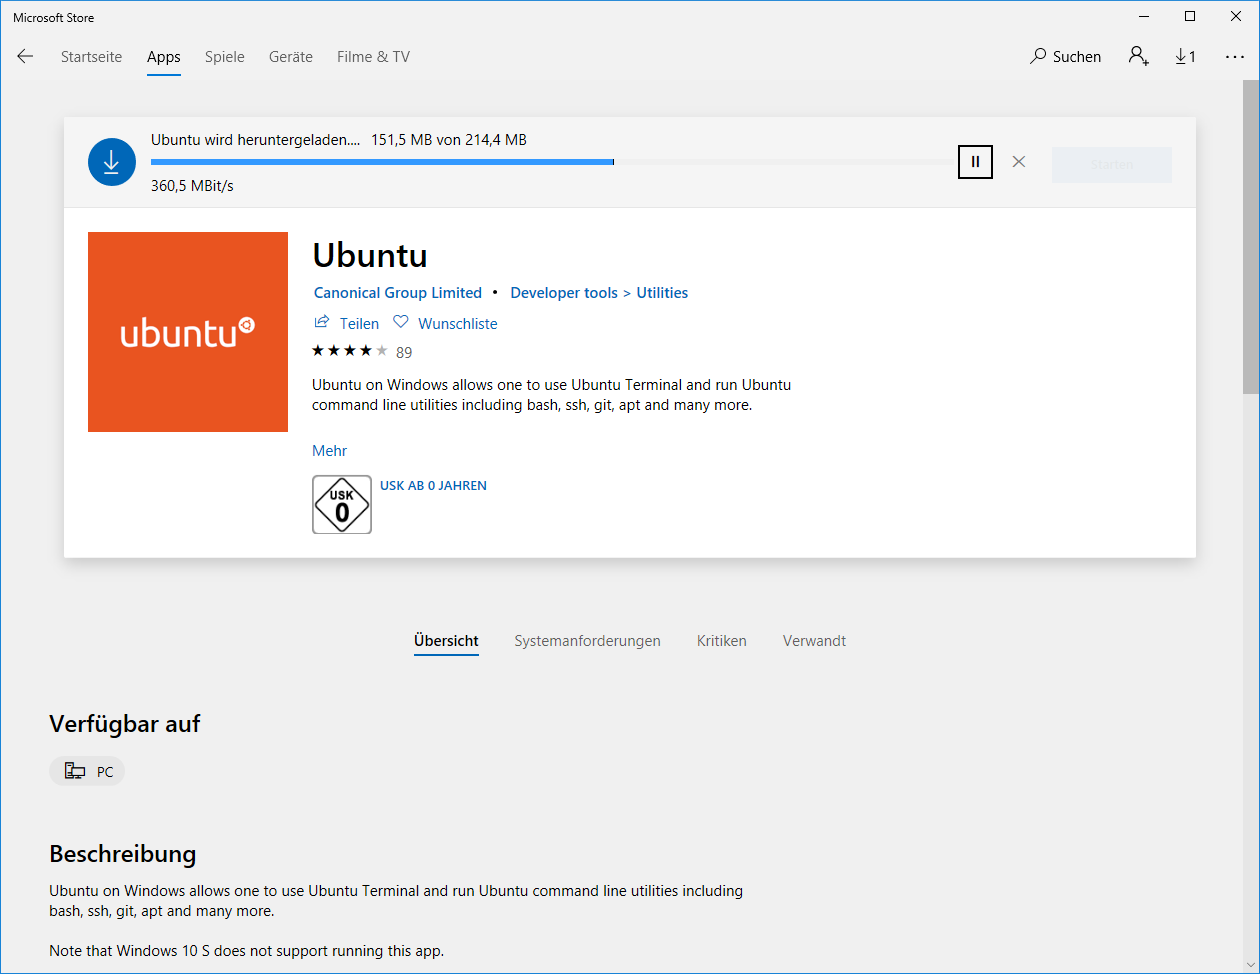 Microsoft Store
Startseite Apps Spiele Geräte Filme & TV Suchen 1
Ubuntu wird heruntergeladen.... 151,5 MB von 214,4 MB
Starten
360,5 MBit/s
ubuntu
Ubuntu
Canonical Group Limited • Developer tools > Utilities
Teilen Wunschliste
89
Ubuntu on Windows allows one to use Ubuntu Terminal and run Ubuntu
command line utilities including bash, ssh, git, apt and many more.
Mehr
USK
0
USK AB 0 JAHREN
Übersicht Systemanforderungen Kritiken Verwandt
Verfügbar auf
PC
Beschreibung
Ubuntu on Windows allows one to use Ubuntu Terminal and run Ubuntu command line utilities including
bash, ssh, git, apt and many more.
Note that Windows 10 S does not support running this app.